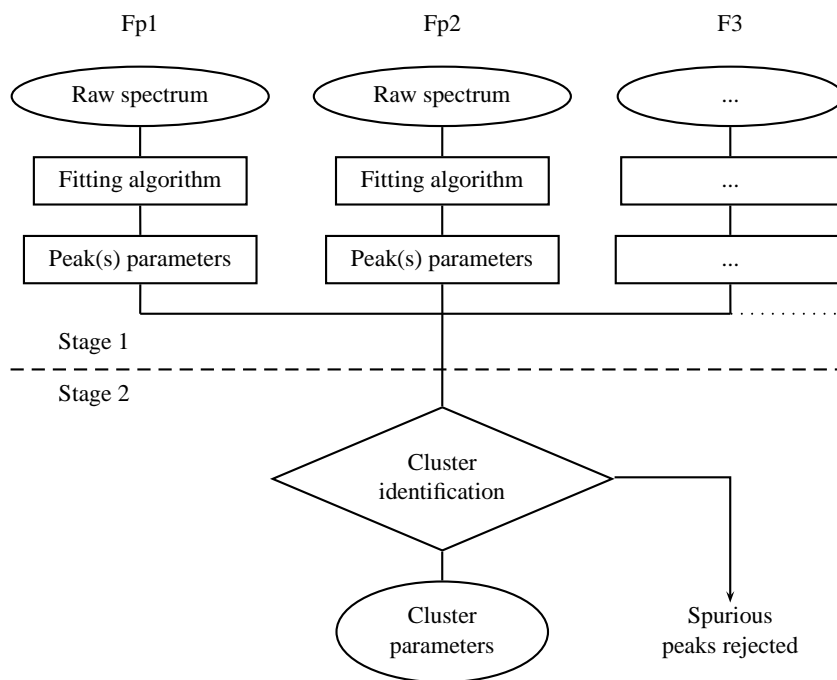 Fp1 Fp2 F3
Raw spectrum Raw spectrum ...
Fitting algorithm Fitting algorithm ...
Peak(s) parameters Peak(s) parameters ...
Stage 1
Stage 2
Cluster
identification
Cluster
parameters
Spurious
peaks rejected